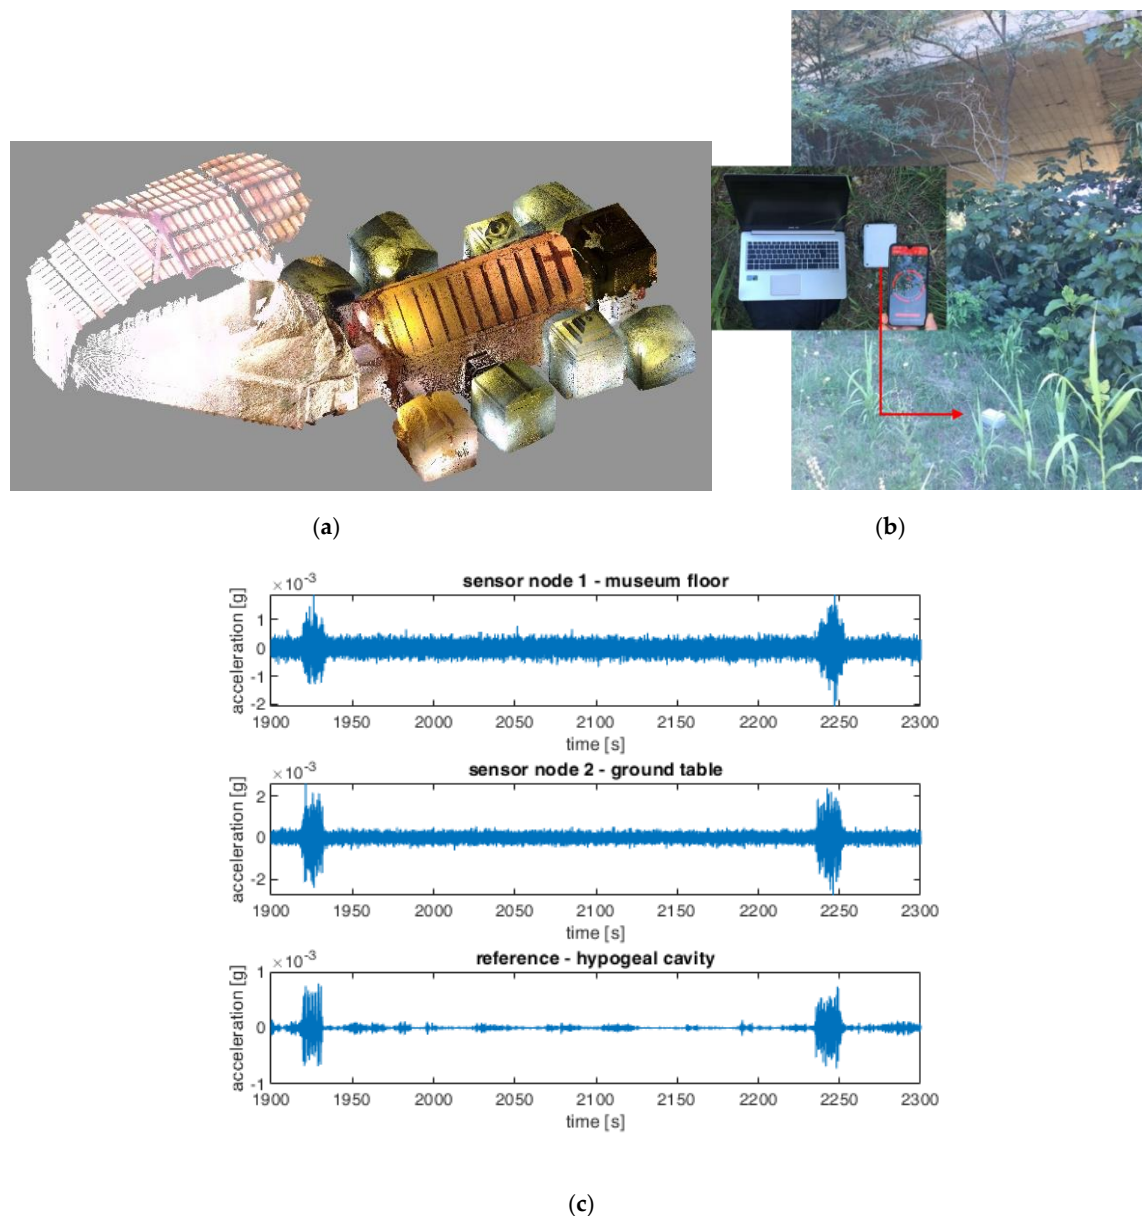 (a)
(b)
×10⁻³
sensor node 1 - museum floor
acceleration [g]
1
0
-1
-2
1900 1950 2000 2050 2100 2150 2200 2250 2300
time [s]
×10⁻³
sensor node 2 - ground table
acceleration [g]
2
0
-2
1900 1950 2000 2050 2100 2150 2200 2250 2300
time [s]
×10⁻³
reference - hypogeal cavity
acceleration [g]
1
0
-1
1900 1950 2000 2050 2100 2150 2200 2250 2300
time [s]
(c)